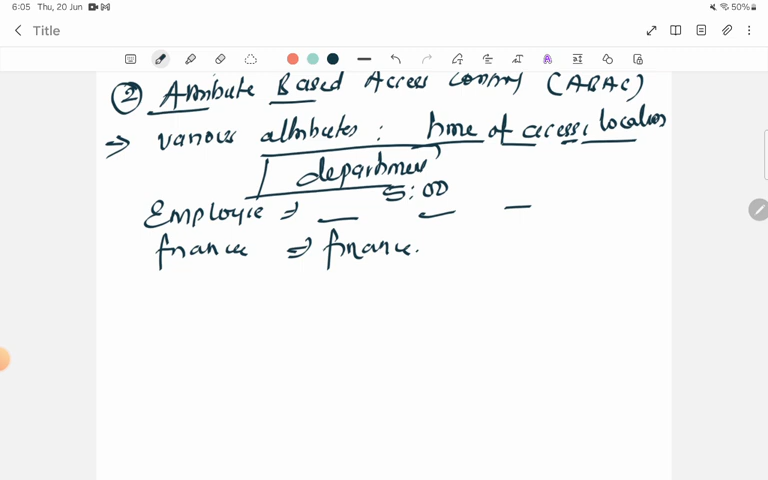 6:05 Thu, 20 Jun 50%
Title
② Attribute Based Access Control (ABAC)
⇒ various attributes : time of access, location
department
5:00
Employee ⇒
finance ⇒ finance.